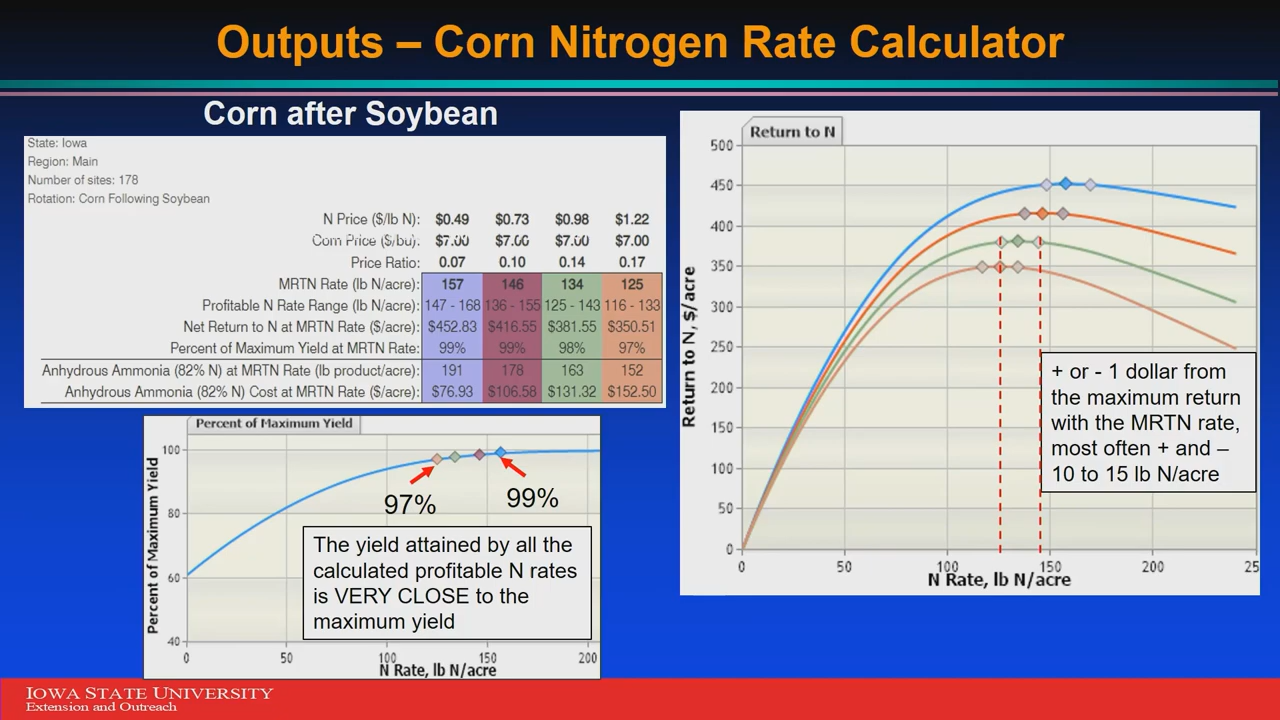 Outputs – Corn Nitrogen Rate Calculator
Corn after Soybean
State: Iowa
Region: Main
Number of sites: 178
Rotation: Corn Following Soybean
N Price ($/lb N): $0.49 $0.73 $0.98 $1.22
Corn Price ($/bu): $7.00 $7.00 $7.00 $7.00
Price Ratio: 0.07 0.10 0.14 0.17
MRTN Rate (lb N/acre): 157 146 134 125
Profitable N Rate Range (lb N/acre): 147 - 168 136 - 155 125 - 143 116 - 133
Net Return to N at MRTN Rate ($/acre): $452.83 $416.55 $381.55 $350.51
Percent of Maximum Yield at MRTN Rate: 99% 99% 98% 97%
Anhydrous Ammonia (82% N) at MRTN Rate (lb product/acre): 191 178 163 152
Anhydrous Ammonia (82% N) Cost at MRTN Rate ($/acre): $76.93 $106.58 $131.32 $152.50
Percent of Maximum Yield
Percent of Maximum Yield
100
80
60
40
0 50 100 150 200
N Rate, lb N/acre
97% 99%
The yield attained by all the
calculated profitable N rates
is VERY CLOSE to the
maximum yield
Return to N
Return to N, $/acre
500
450
400
350
300
250
200
150
100
50
0
0 50 100 150 200 25
N Rate, lb N/acre
+ or - 1 dollar from
the maximum return
with the MRTN rate,
most often + and –
10 to 15 lb N/acre
IOWA STATE UNIVERSITY
Extension and Outreach